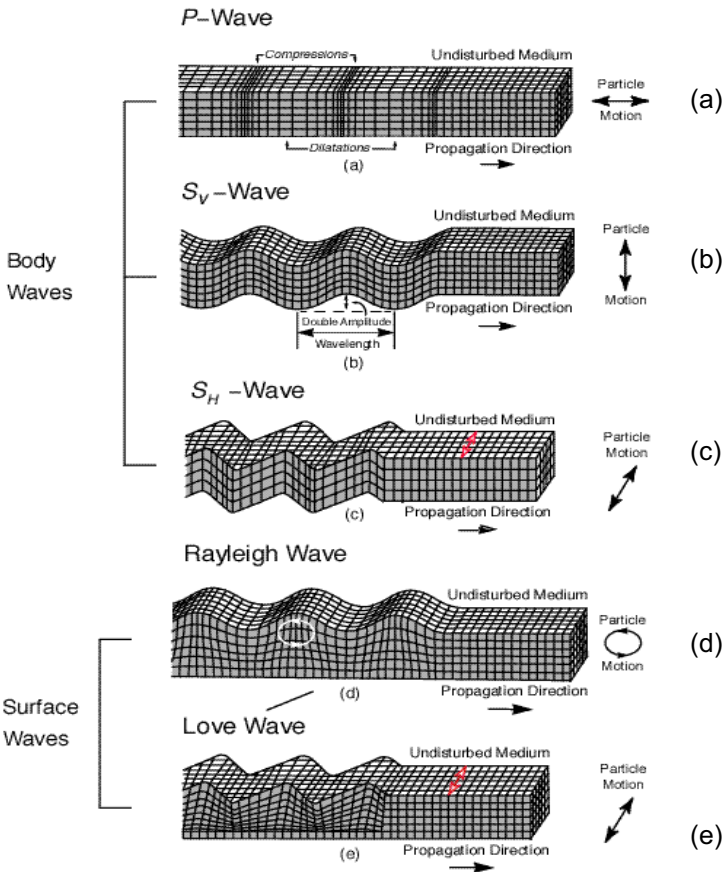 P–Wave
Compressions
Undisturbed Medium
Particle
Motion
(a)
Dilatations
Propagation Direction
(a)
SV –Wave
Undisturbed Medium
Particle
Motion
(b)
Body
Waves
Propagation Direction
Double Amplitude
Wavelength
(b)
SH –Wave
Undisturbed Medium
Particle
Motion
(c)
Propagation Direction
(c)
Rayleigh Wave
Undisturbed Medium
Particle
Motion
(d)
Propagation Direction
(d)
Surface
Waves
Love Wave
Undisturbed Medium
Particle
Motion
(e)
Propagation Direction
(e)